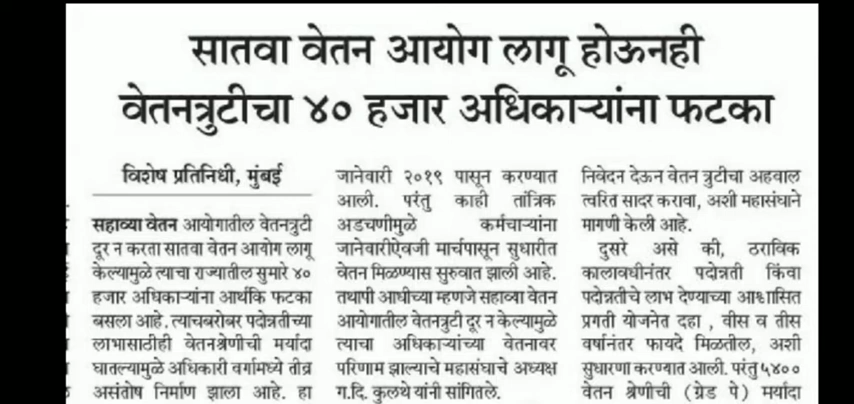 सातवा वेतन आयोग लागू होऊनही
वेतनत्रुटीचा ४० हजार अधिकाऱ्यांना फटका
विशेष प्रतिनिधी, मुंबई
सहाव्या वेतन आयोगातील वेतनत्रुटी
दूर न करता सातवा वेतन आयोग लागू
केल्यामुळे त्याचा राज्यातील सुमारे ४०
हजार अधिकाऱ्यांना आर्थिक फटका
बसला आहे. त्याचबरोबर पदोन्नतीच्या
लाभासाठीही वेतनश्रेणीची मर्यादा
घातल्यामुळे अधिकारी वर्गामध्ये तीव्र
असंतोष निर्माण झाला आहे. हा
जानेवारी २०१९ पासून करण्यात
आली. परंतु काही तांत्रिक
अडचणीमुळे कर्मचाऱ्यांना
जानेवारीऐवजी मार्चपासून सुधारीत
वेतन मिळण्यास सुरुवात झाली आहे.
तथापी आधीच्या म्हणजे सहाव्या वेतन
आयोगातील वेतनत्रुटी दूर न केल्यामुळे
त्याचा अधिकाऱ्यांच्या वेतनावर
परिणाम झाल्याचे महासंघाचे अध्यक्ष
ग.दि. कुलथे यांनी सांगितले.
निवेदन देऊन वेतन त्रुटीचा अहवाल
त्वरित सादर करावा, अशी महासंघाने
मागणी केली आहे.
दुसरे असे की, ठराविक
कालावधीनंतर पदोन्नती किंवा
पदोन्नतीचे लाभ देण्याच्या आश्वासित
प्रगती योजनेत दहा , वीस व तीस
वर्षानंतर फायदे मिळतील, अशी
सुधारणा करण्यात आली. परंतु ५४००
वेतन श्रेणीची (ग्रेड पे) मर्यादा